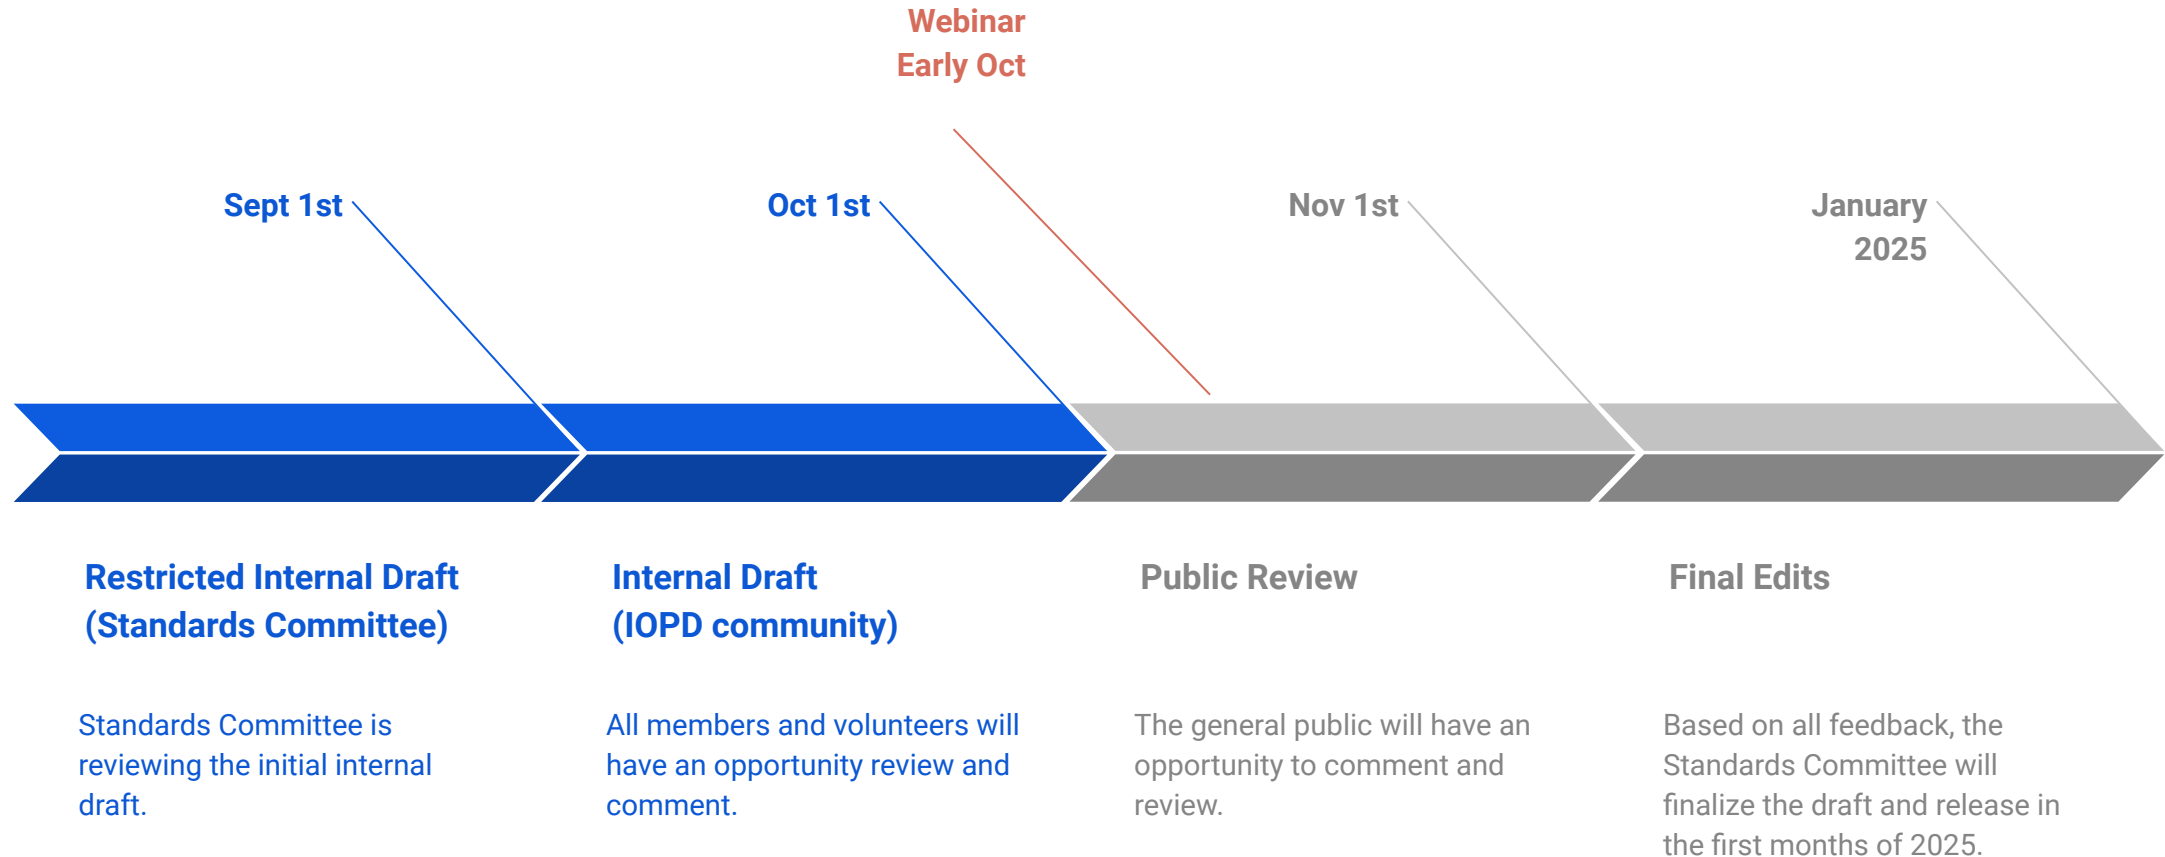 Webinar
Early Oct
Sept 1st
Oct 1st
Nov 1st
January
2025
Restricted Internal Draft
(Standards Committee)
Standards Committee is
reviewing the initial internal
draft.
Internal Draft
(IOPD community)
All members and volunteers will
have an opportunity review and
comment.
Public Review
The general public will have an
opportunity to comment and
review.
Final Edits
Based on all feedback, the
Standards Committee will
finalize the draft and release in
the first months of 2025.